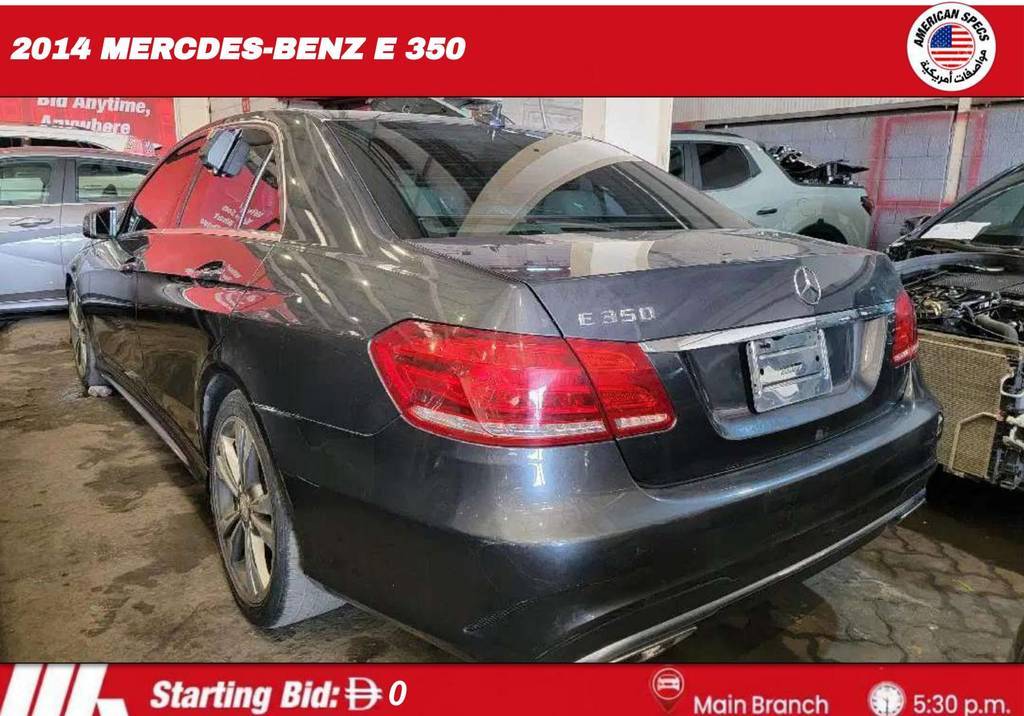 2014 MERCDES-BENZ E 350
AMERICAN SPECS
مواصفات أمريكية
Bid Anytime,
Anywhere
E 350
Starting Bid: 0
Main Branch
5:30 p.m.